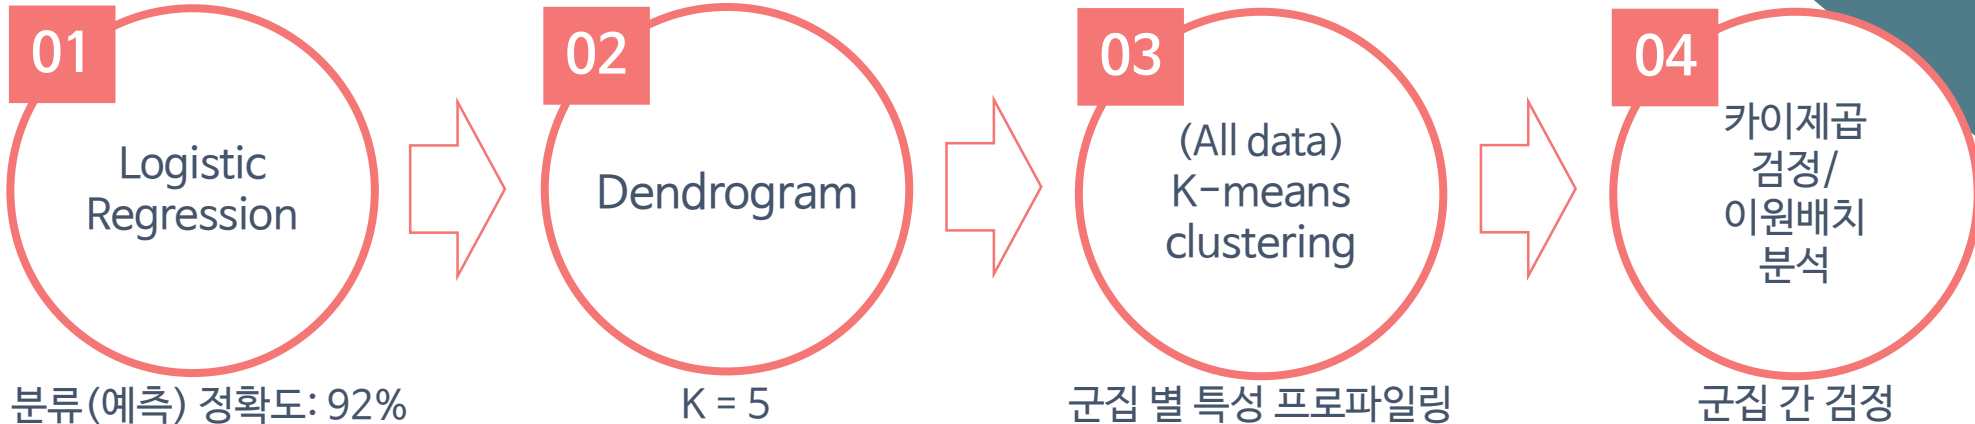 01
Logistic
Regression
분류(예측) 정확도: 92%
02
Dendrogram
K = 5
03
(All data)
K-means
clustering
군집 별 특성 프로파일링
04
카이제곱
검정/
이원배치
분석
군집 간 검정